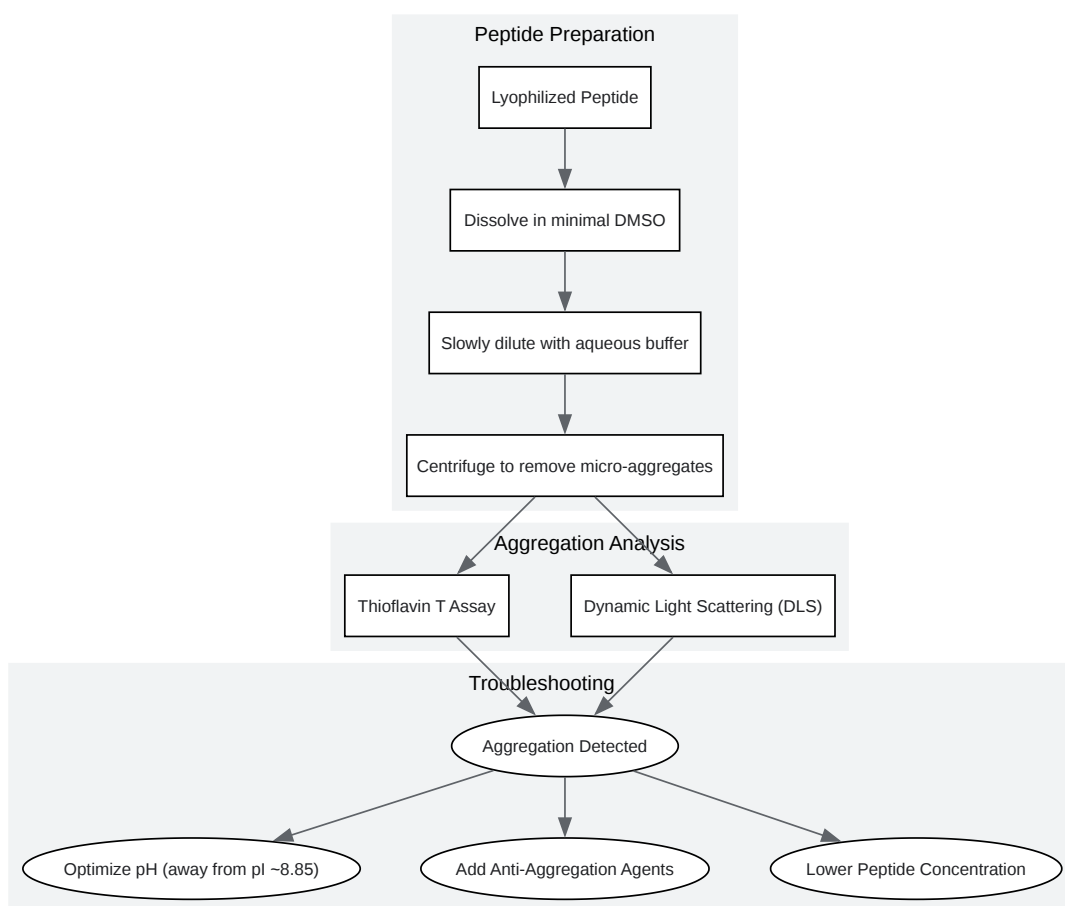 Peptide Preparation
Lyophilized Peptide
Dissolve in minimal DMSO
Slowly dilute with aqueous buffer
Centrifuge to remove micro-aggregates
Aggregation Analysis
Thioflavin T Assay
Dynamic Light Scattering (DLS)
Troubleshooting
Aggregation Detected
Optimize pH (away from pI ~8.85)
Add Anti-Aggregation Agents
Lower Peptide Concentration